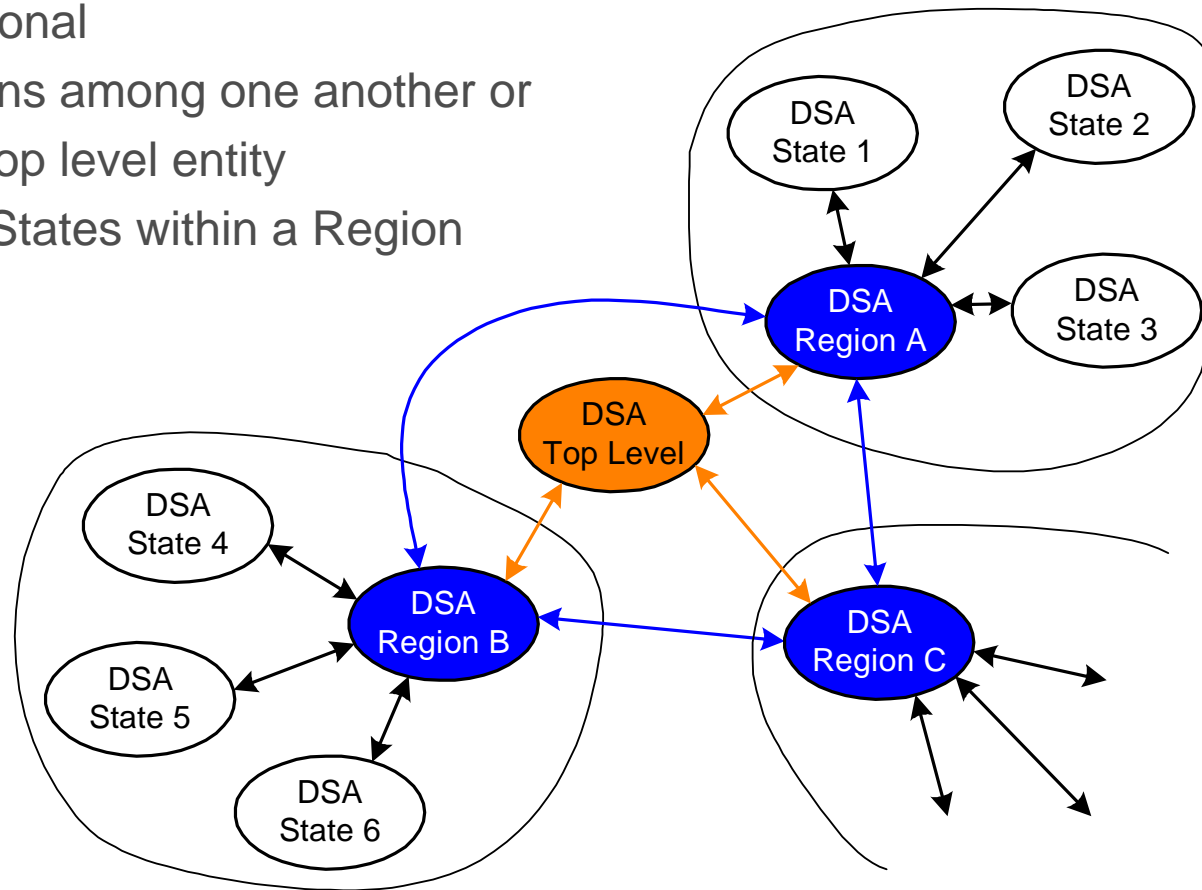 onal
ns among one another or
op level entity
States within a Region
DSA
State 1
DSA
State 2
DSA
Region A
DSA
State 3
DSA
Top Level
DSA
State 4
DSA
Region B
DSA
Region C
DSA
State 5
DSA
State 6